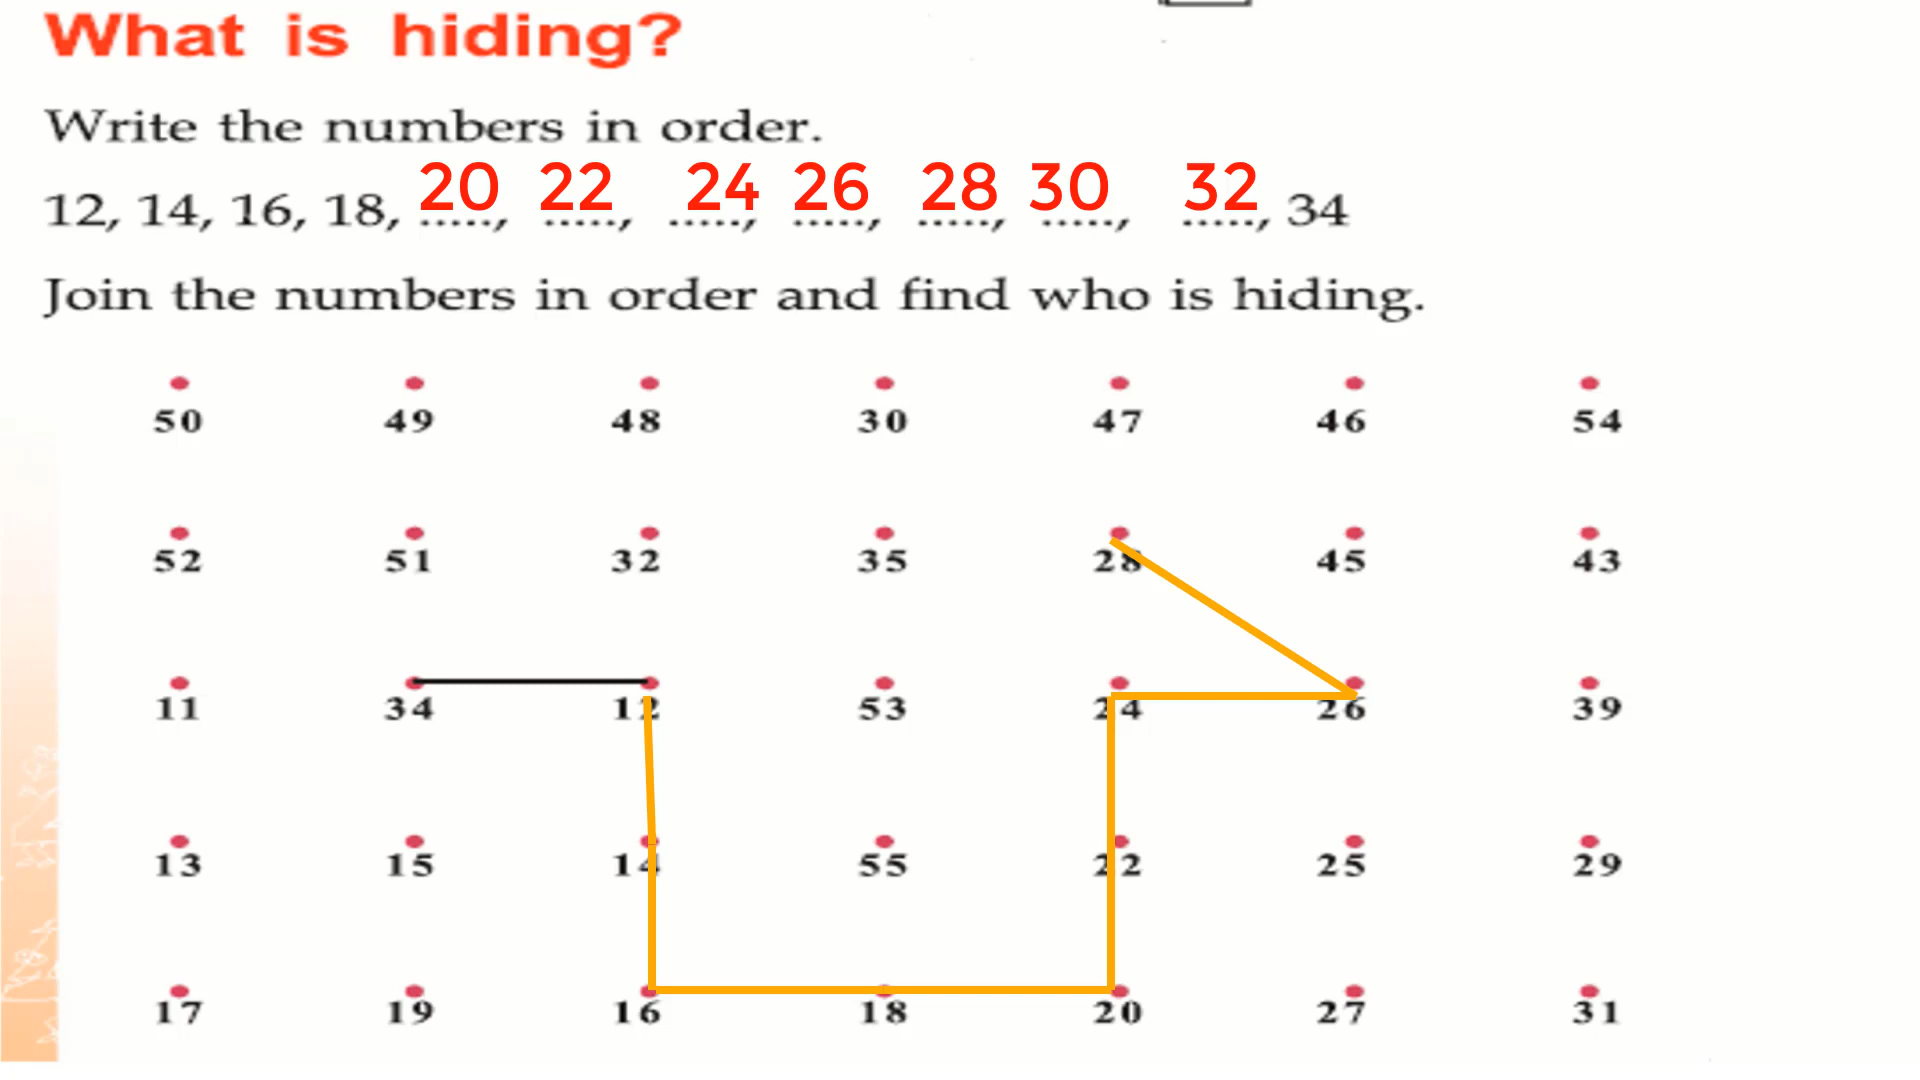 What is hiding?
Write the numbers in order.
12, 14, 16, 18, 20, 22, 24, 26, 28, 30, 32, 34
Join the numbers in order and find who is hiding.
50 49 48 30 47 46 54
52 51 32 35 28 45 43
11 34 12 53 24 26 39
13 15 14 55 22 25 29
17 19 16 18 20 27 31